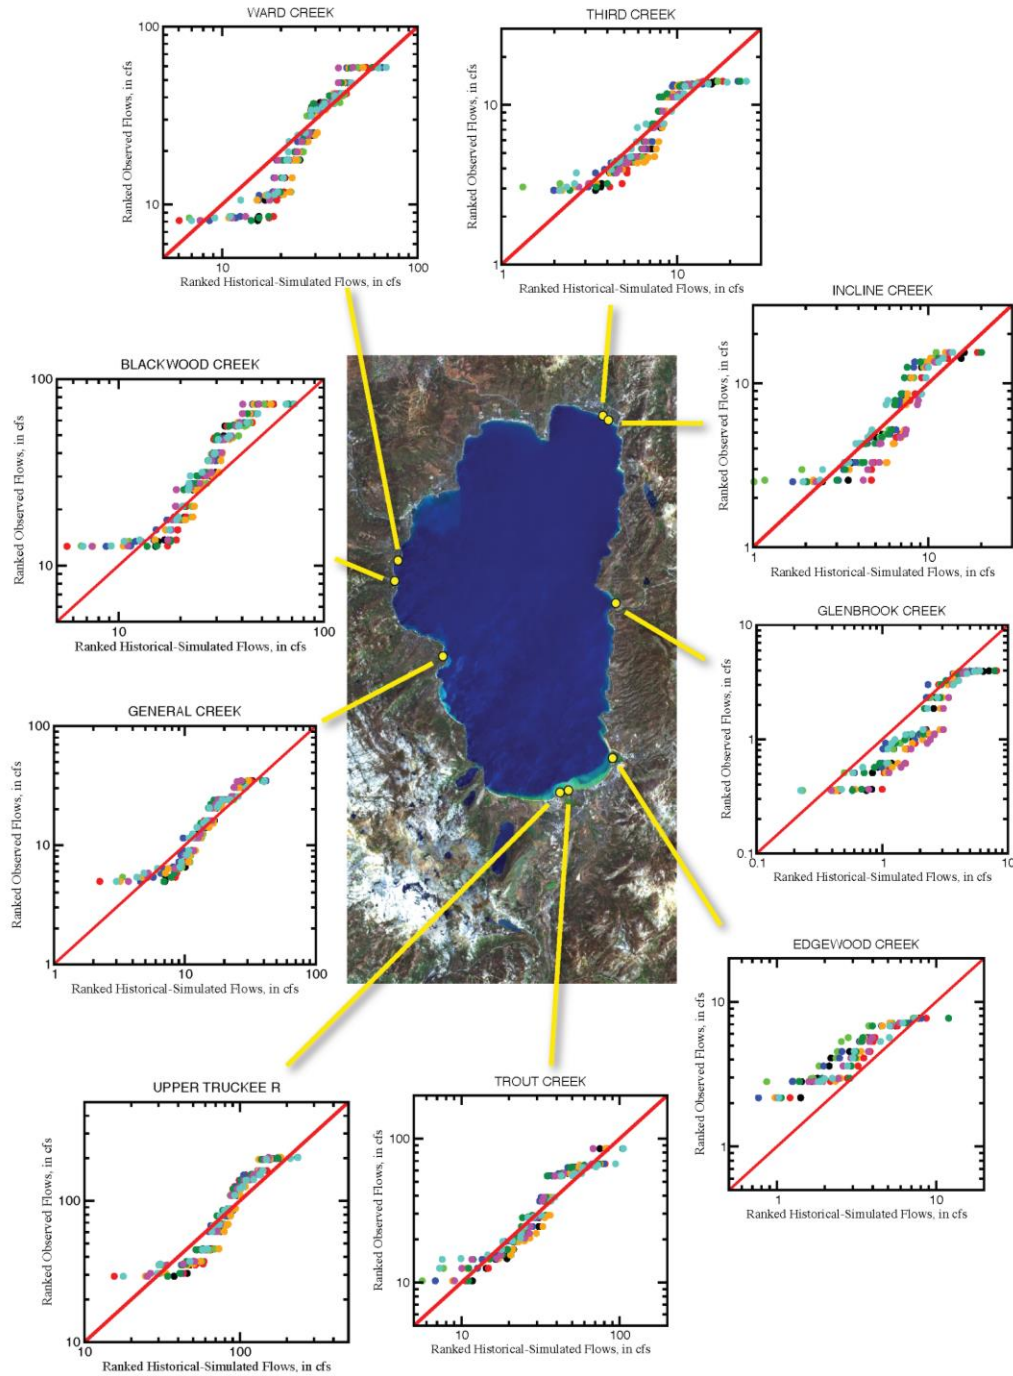 WARD CREEK
100
Ranked Observed Flows, in cfs
10
10
100
Ranked Historical-Simulated Flows, in cfs
THIRD CREEK
Ranked Observed Flows, in cfs
10
1
1
10
Ranked Historical-Simulated Flows, in cfs
INCLINE CREEK
Ranked Observed Flows, in cfs
10
1
1
10
Ranked Historical-Simulated Flows, in cfs
BLACKWOOD CREEK
100
Ranked Observed Flows, in cfs
10
10
100
Ranked Historical-Simulated Flows, in cfs
GLENBROOK CREEK
10
Ranked Observed Flows, in cfs
1
0.1
0.1
1
10
Ranked Historical-Simulated Flows, in cfs
GENERAL CREEK
100
Ranked Observed Flows, in cfs
10
1
1
10
100
Ranked Historical-Simulated Flows, in cfs
EDGEWOOD CREEK
Ranked Observed Flows, in cfs
10
1
1
10
Ranked Historical-Simulated Flows, in cfs
UPPER TRUCKEE R
Ranked Observed Flows, in cfs
100
10
10
100
Ranked Historical-Simulated Flows, in cfs
TROUT CREEK
Ranked Observed Flows, in cfs
100
10
10
100
Ranked Historical-Simulated Flows, in cfs